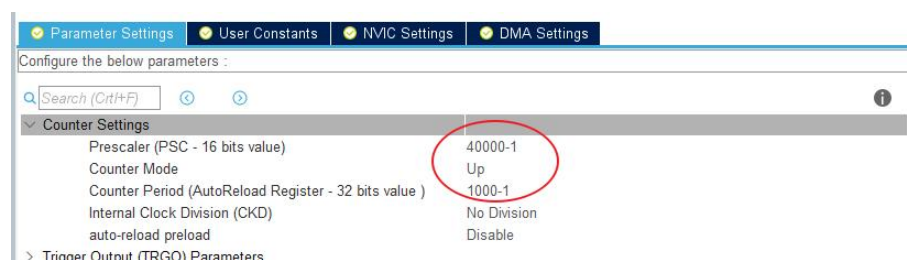 Parameter Settings User Constants NVIC Settings DMA Settings
Configure the below parameters :
Search (Crtl+F)
Counter Settings
Prescaler (PSC - 16 bits value) 40000-1
Counter Mode Up
Counter Period (AutoReload Register - 32 bits value ) 1000-1
Internal Clock Division (CKD) No Division
auto-reload preload Disable
Trigger Output (TRGO) Parameters